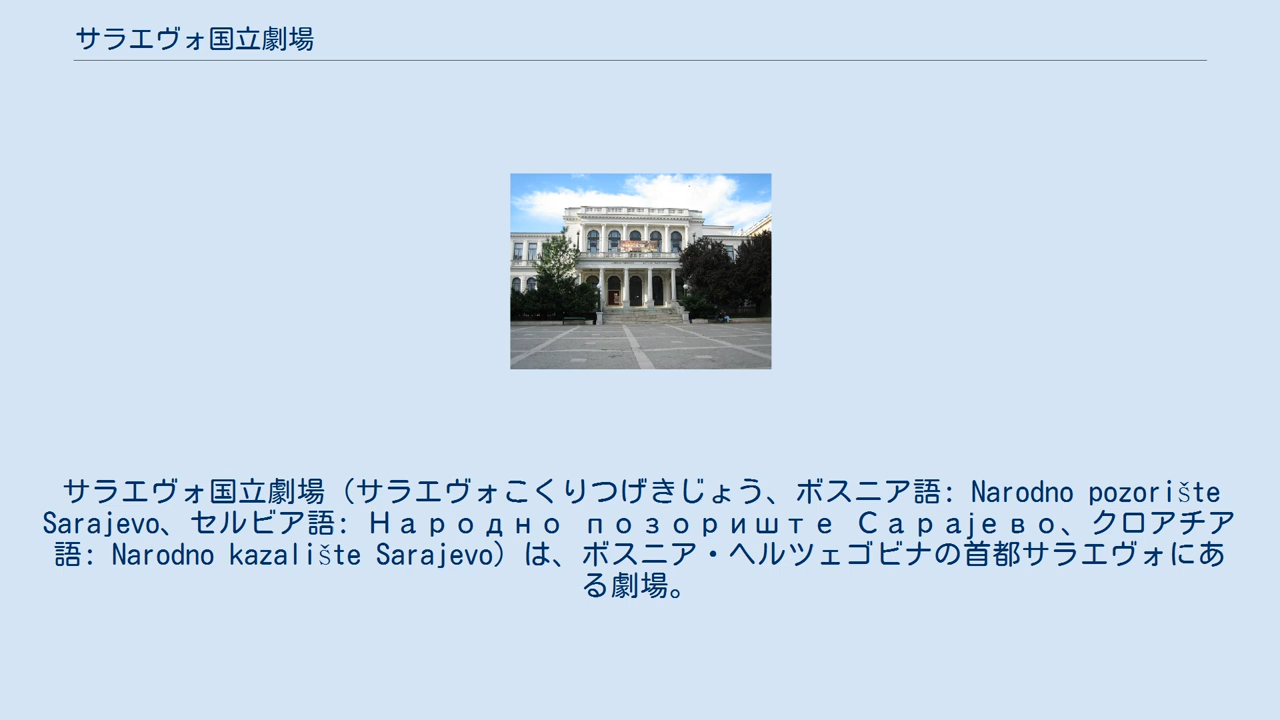 サラエヴォ国立劇場
サラエヴォ国立劇場（サラエヴォこくりつげきじょう、ボスニア語: Narodno pozorište
Sarajevo、セルビア語: Народно позориште Сарајево、クロアチア
語: Narodno kazalište Sarajevo）は、ボスニア・ヘルツェゴビナの首都サラエヴォにあ
る劇場。